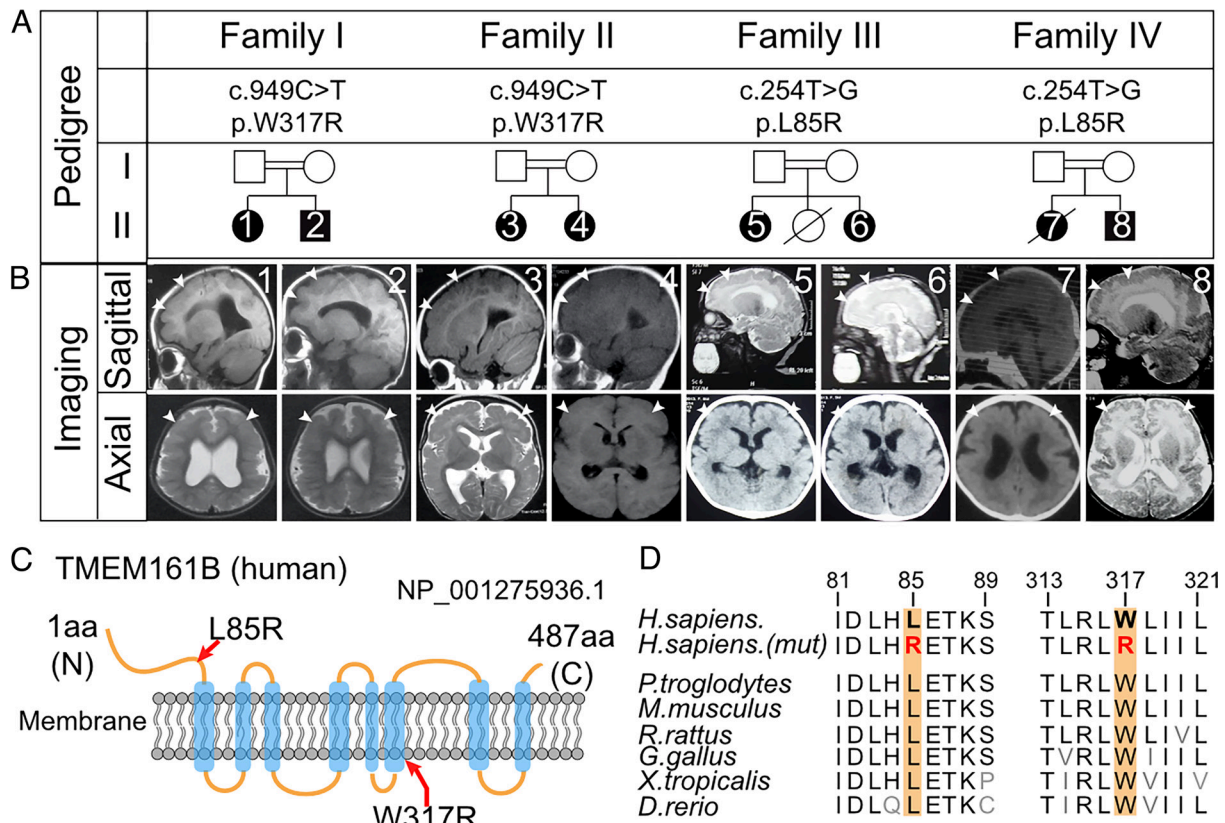 A
Pedigree
Family I
Family II
Family III
Family IV
c.949C>T
p.W317R
c.949C>T
p.W317R
c.254T>G
p.L85R
c.254T>G
p.L85R
I
II
1
2
3
4
5
6
7
8
B
Imaging
Sagittal
1
2
3
4
5
6
7
8
Axial
C
TMEM161B (human)
NP_001275936.1
1aa
(N)
L85R
487aa
(C)
Membrane
W317R
D
81 85 89 313 317 321
H.sapiens. IDLHLETKS TLRLWLIIL
H.sapiens.(mut) IDLHRETKS TLRLRLIIL
P.troglodytes IDLHLETKS TLRLWLIIL
M.musculus IDLHLETKS TLRLWLIIL
R.rattus IDLHLETKS TLRLWLIVL
G.gallus IDLHLETKS TVRLWIIIL
X.tropicalis IDLHLETKP TIRLWVIIV
D.rerio IDLQLETKC TIRLWVIIL